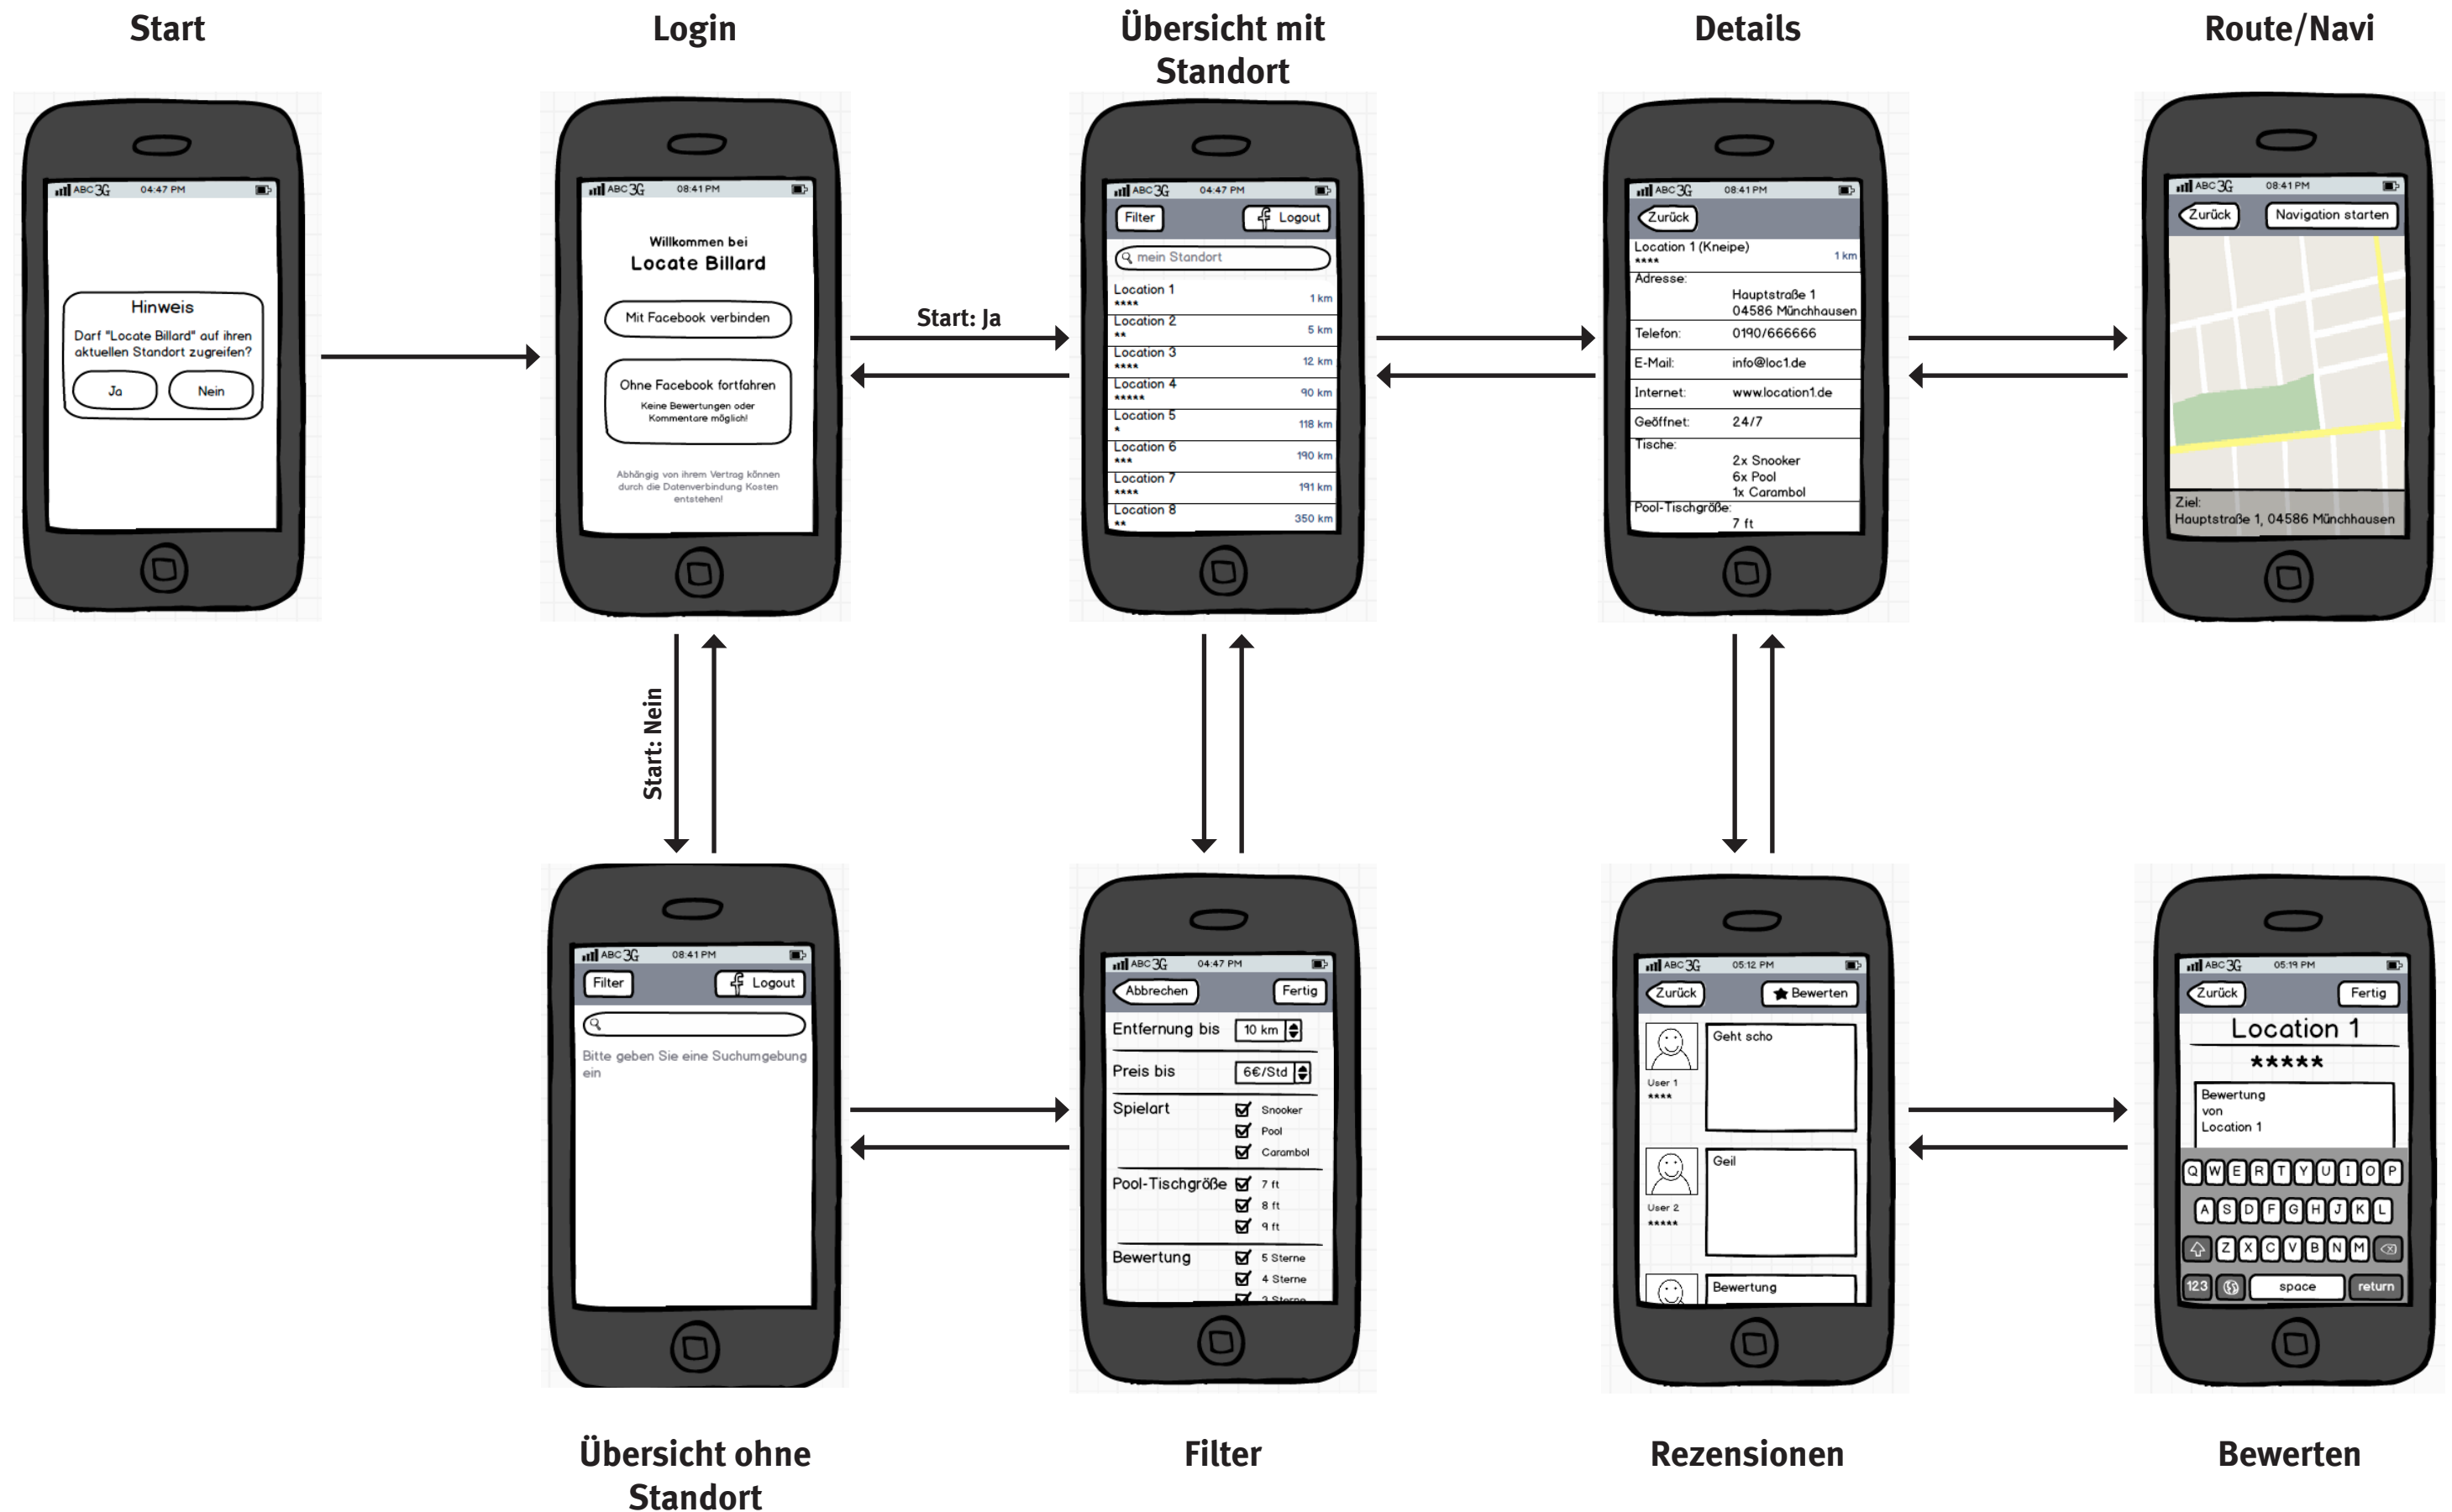 Start
Login
Übersicht mit
Standort
Details
Route/Navi
ABC 3G 04:47 PM
Hinweis
Darf "Locate Billard" auf ihren
aktuellen Standort zugreifen?
Ja Nein
ABC 3G 08:41 PM
Willkommen bei
Locate Billard
Mit Facebook verbinden
Ohne Facebook fortfahren
Keine Bewertungen oder
Kommentare möglich!
Abhängig von ihrem Vertrag können
durch die Datenverbindung Kosten
entstehen!
Start: Ja
ABC 3G 04:47 PM
Filter f Logout
mein Standort
Location 1
**** 1 km
Location 2
** 5 km
Location 3
**** 12 km
Location 4
***** 90 km
Location 5
* 118 km
Location 6
*** 190 km
Location 7
**** 191 km
Location 8
** 350 km
ABC 3G 08:41 PM
Zurück
Location 1 (Kneipe)
**** 1 km
Adresse:
Hauptstraße 1
04586 Münchhausen
Telefon: 0190/666666
E-Mail: info@loc1.de
Internet: www.location1.de
Geöffnet: 24/7
Tische:
2x Snooker
6x Pool
1x Carambol
Pool-Tischgröße:
7 ft
ABC 3G 08:41 PM
Zurück Navigation starten
Ziel:
Hauptstraße 1, 04586 Münchhausen
Start: Nein
ABC 3G 08:41 PM
Filter f Logout
Bitte geben Sie eine Suchumgebung
ein
ABC 3G 04:47 PM
Abbrechen Fertig
Entfernung bis 10 km
Preis bis 6€/Std
Spielart Snooker
Pool
Carambol
Pool-Tischgröße 7 ft
8 ft
9 ft
Bewertung 5 Sterne
4 Sterne
3 Sterne
ABC 3G 05:12 PM
Zurück ★ Bewerten
Geht scho
User 1
****
Geil
User 2
*****
Bewertung
ABC 3G 05:19 PM
Zurück Fertig
Location 1
*****
Bewertung
von
Location 1
Q W E R T Y U I O P
A S D F G H J K L
Z X C V B N M
123 space return
Übersicht ohne
Standort
Filter
Rezensionen
Bewerten